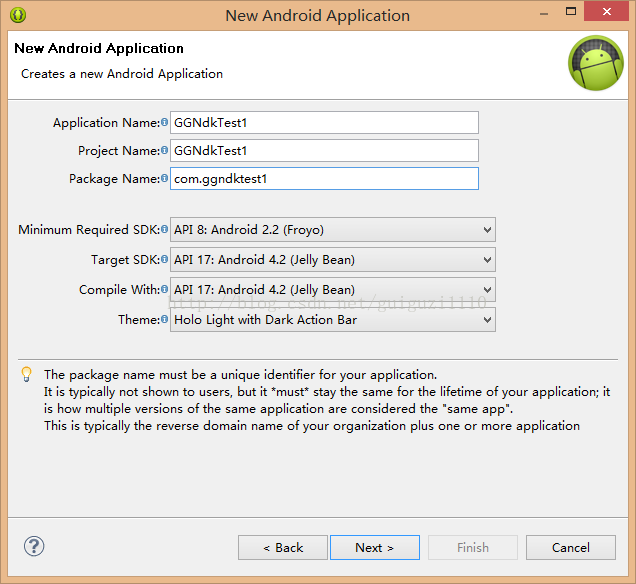 New Android Application
New Android Application
Creates a new Android Application
Application Name: GGNdkTest1
Project Name: GGNdkTest1
Package Name: com.ggndktest1
Minimum Required SDK: API 8: Android 2.2 (Froyo)
Target SDK: API 17: Android 4.2 (Jelly Bean)
Compile With: API 17: Android 4.2 (Jelly Bean)
http://blog.csdn.net/guiguzi1110
Theme: Holo Light with Dark Action Bar
The package name must be a unique identifier for your application.
It is typically not shown to users, but it *must* stay the same for the lifetime of your application; it
is how multiple versions of the same application are considered the "same app".
This is typically the reverse domain name of your organization plus one or more application
? < Back Next > Finish Cancel